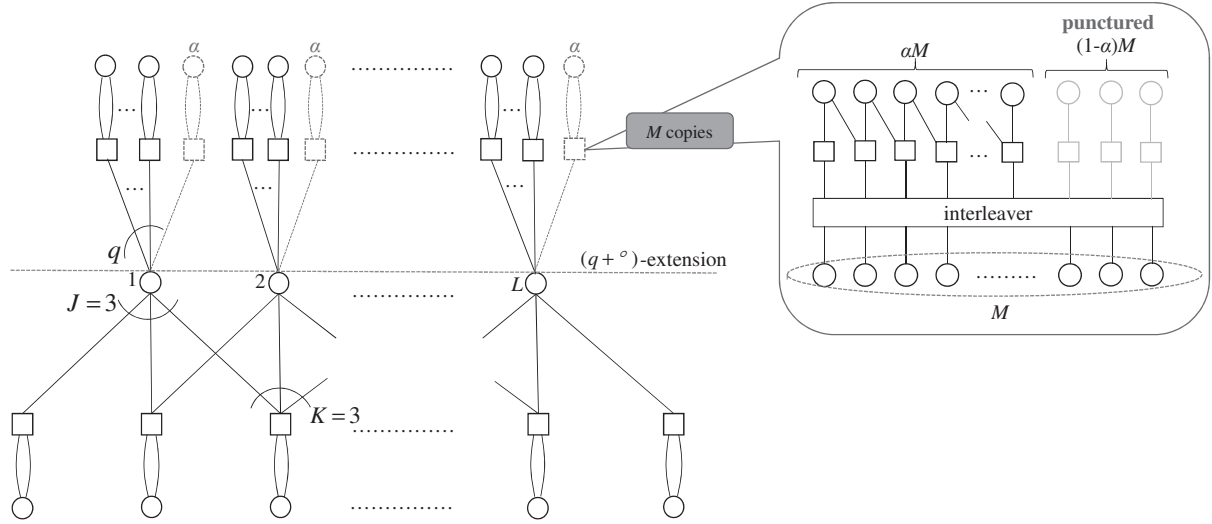 α
α
α
q
1
2
L
(q+°)-extension
J = 3
K = 3
M copies
punctured
αM
(1-α)M
interleaver
M